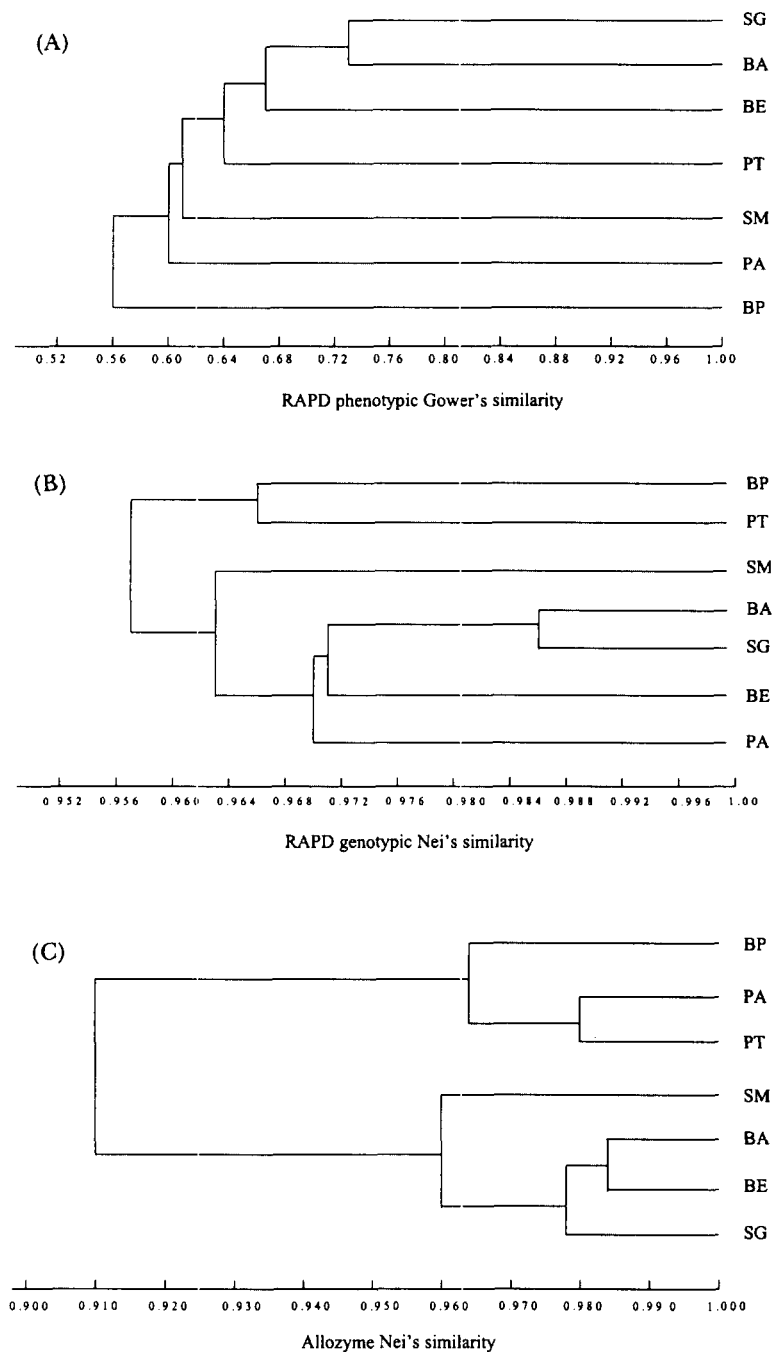 (A)
SG
BA
BE
PT
SM
PA
BP
0.52 0.56 0.60 0.64 0.68 0.72 0.76 0.80 0.84 0.88 0.92 0.96 1.00
RAPD phenotypic Gower's similarity
(B)
BP
PT
SM
BA
SG
BE
PA
0.952 0.956 0.960 0.964 0.968 0.972 0.976 0.980 0.984 0.988 0.992 0.996 1.00
RAPD genotypic Nei's similarity
(C)
BP
PA
PT
SM
BA
BE
SG
0.900 0.910 0.920 0.930 0.940 0.950 0.960 0.970 0.980 0.990 1.000
Allozyme Nei's similarity